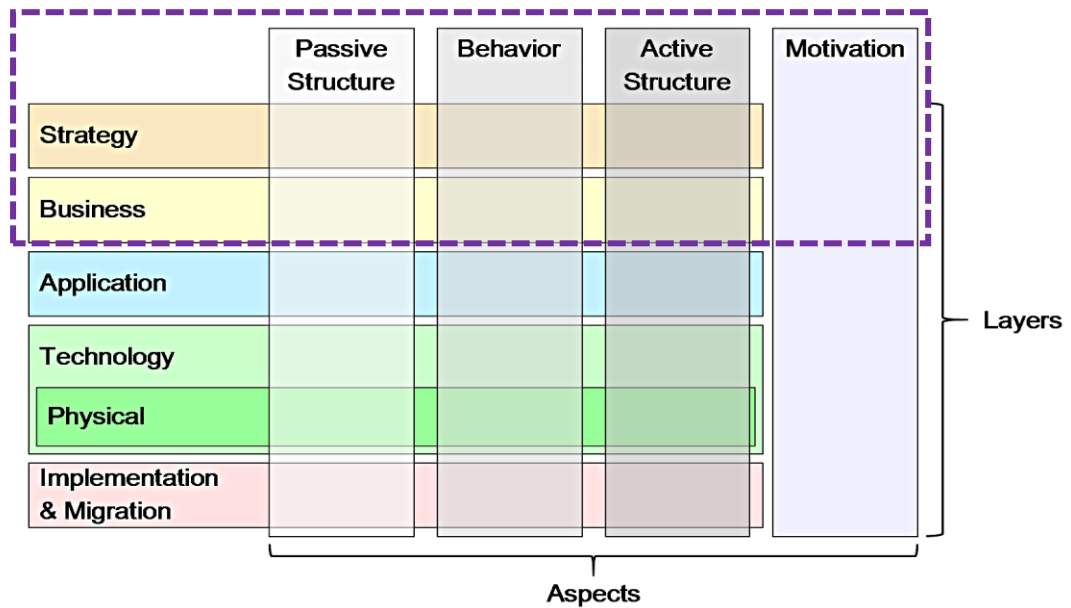 Passive
Structure
Behavior
Active
Structure
Motivation
Strategy
Business
Application
Technology
Physical
Implementation
& Migration
Layers
Aspects